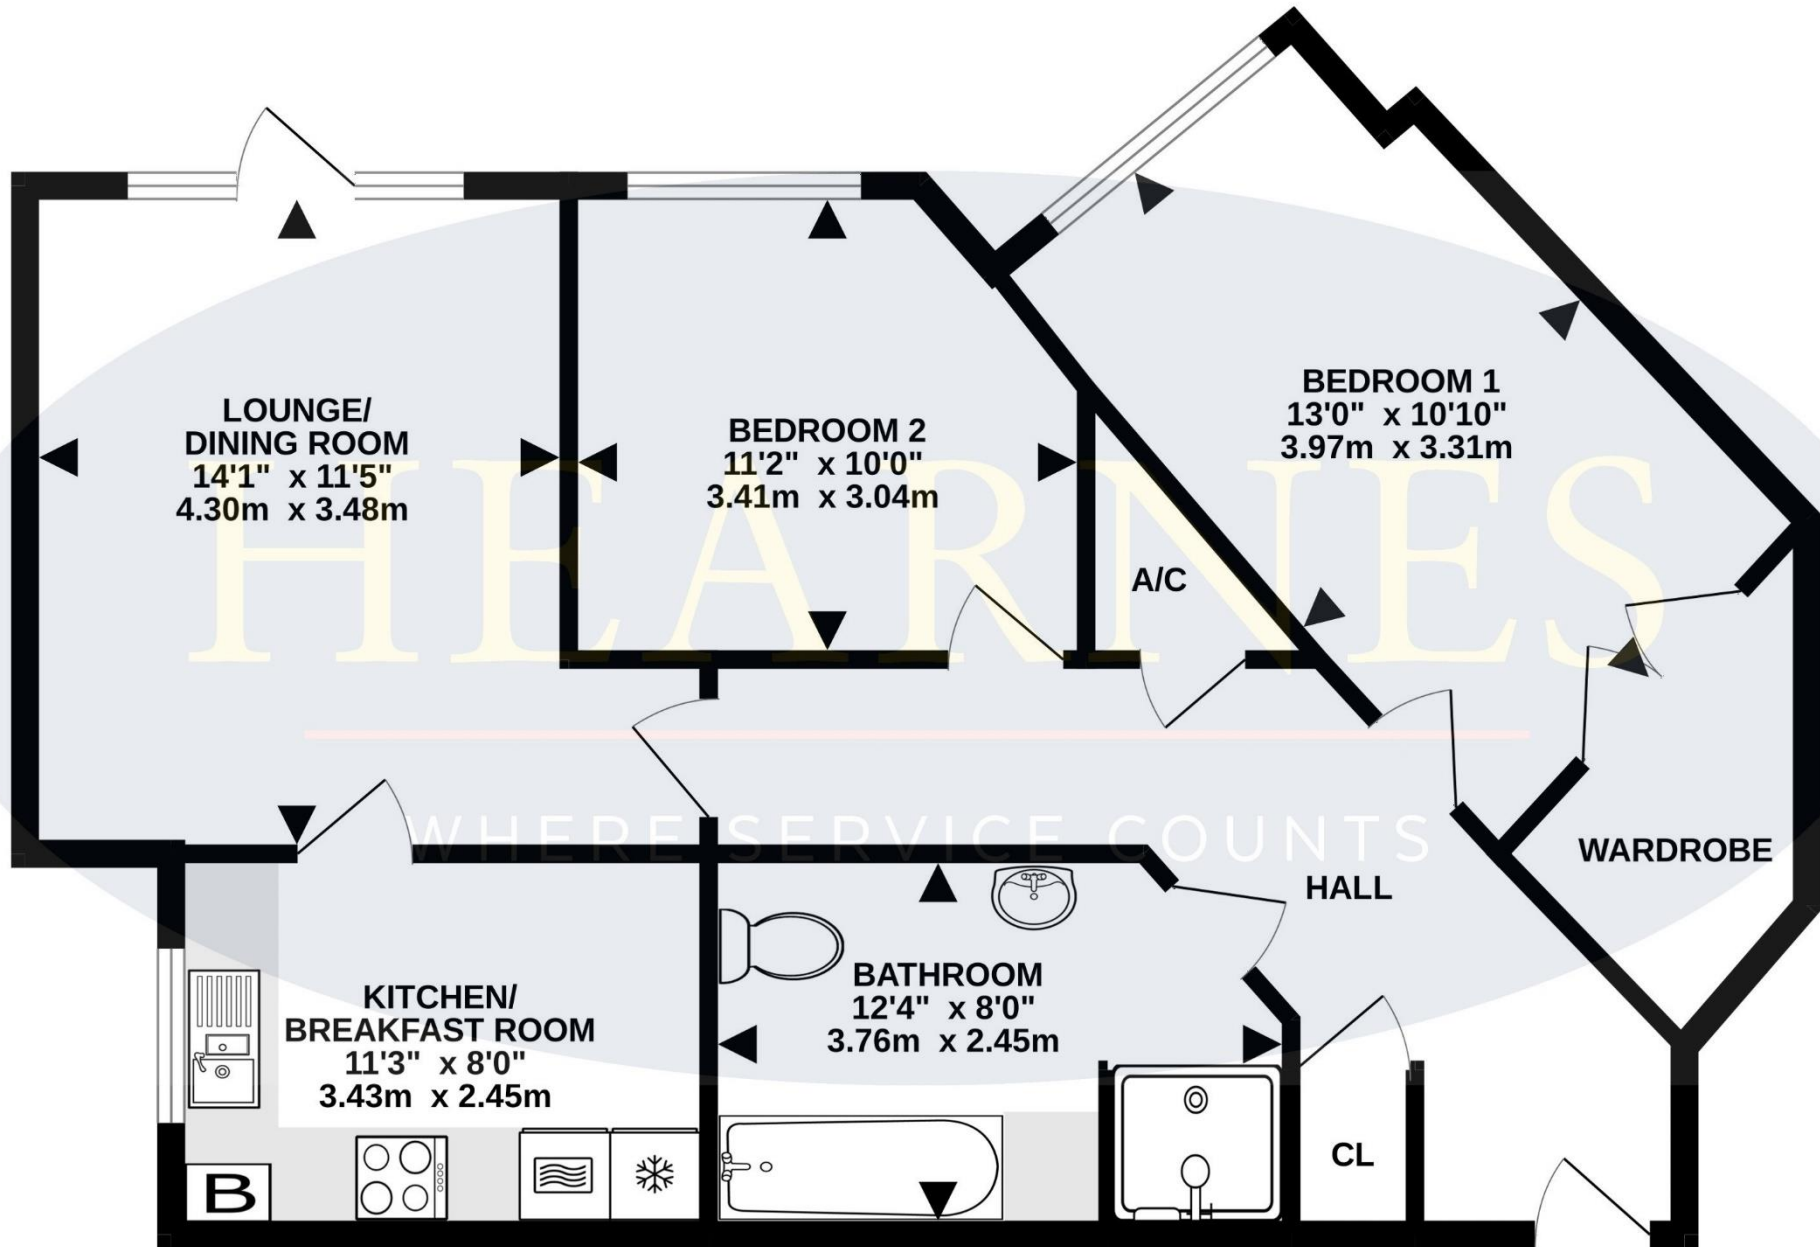 LOUNGE/
DINING ROOM
14'1" x 11'5"
4.30m x 3.48m
BEDROOM 2
11'2" x 10'0"
3.41m x 3.04m
BEDROOM 1
13'0" x 10'10"
3.97m x 3.31m
A/C
HEARNES
WHERE SERVICE COUNTS
WARDROBE
HALL
KITCHEN/
BREAKFAST ROOM
11'3" x 8'0"
3.43m x 2.45m
BATHROOM
12'4" x 8'0"
3.76m x 2.45m
CL
B